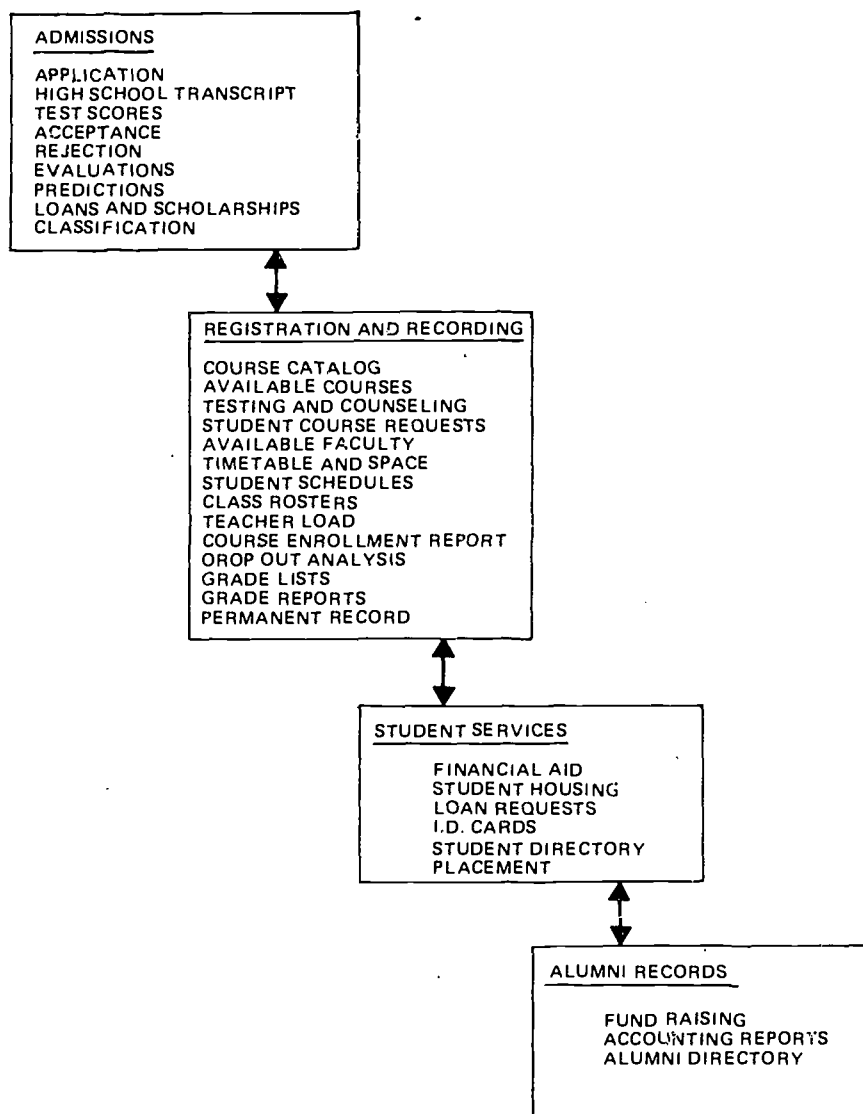 ADMISSIONS
APPLICATION
HIGH SCHOOL TRANSCRIPT
TEST SCORES
ACCEPTANCE
REJECTION
EVALUATIONS
PREDICTIONS
LOANS AND SCHOLARSHIPS
CLASSIFICATION
REGISTRATION AND RECORDING
COURSE CATALOG
AVAILABLE COURSES
TESTING AND COUNSELING
STUDENT COURSE REQUESTS
AVAILABLE FACULTY
TIMETABLE AND SPACE
STUDENT SCHEDULES
CLASS ROSTERS
TEACHER LOAD
COURSE ENROLLMENT REPORT
OROP OUT ANALYSIS
GRADE LISTS
GRADE REPORTS
PERMANENT RECORD
STUDENT SERVICES
FINANCIAL AID
STUDENT HOUSING
LOAN REQUESTS
I.D. CARDS
STUDENT DIRECTORY
PLACEMENT
ALUMNI RECORDS
FUND RAISING
ACCOUNTING REPORTS
ALUMNI DIRECTORY